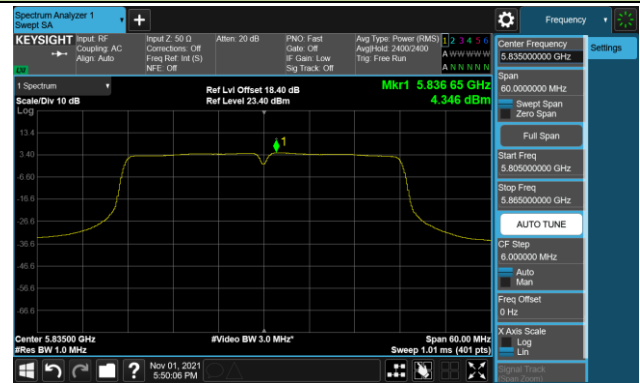 Spectrum Analyzer 1
Swept SA
Frequency
KEYSIGHT
Input: RF
Coupling: AC
Align: Auto
Input Z: 50 Ω
Corrections: Off
Freq Ref: Int (S)
NFE: Off
Atten: 20 dB
PNO: Fast
Gate: Off
IF Gain: Low
Sig Track: Off
Avg Type: Power (RMS)
Avg|Hold: 2400/2400
Trig: Free Run
1 2 3 4 5 6
A W W W W W
A N N N N N
LXI
1 Spectrum
Scale/Div 10 dB
Log
Ref Lvl Offset 18.40 dB
Ref Level 23.40 dBm
Mkr1 5.836 65 GHz
4.346 dBm
1
13.4
3.40
-6.60
-16.6
-26.6
-36.6
-46.6
-56.6
-66.6
Center 5.83500 GHz
#Res BW 1.0 MHz
#Video BW 3.0 MHz*
Span 60.00 MHz
Sweep 1.01 ms (401 pts)
Center Frequency
5.835000000 GHz
Settings
Span
60.0000000 MHz
Swept Span
Zero Span
Full Span
Start Freq
5.805000000 GHz
Stop Freq
5.865000000 GHz
AUTO TUNE
CF Step
6.000000 MHz
Auto
Man
Freq Offset
0 Hz
X Axis Scale
Log
Lin
Signal Track
(Span Zoom)
Nov 01, 2021
5:50:06 PM